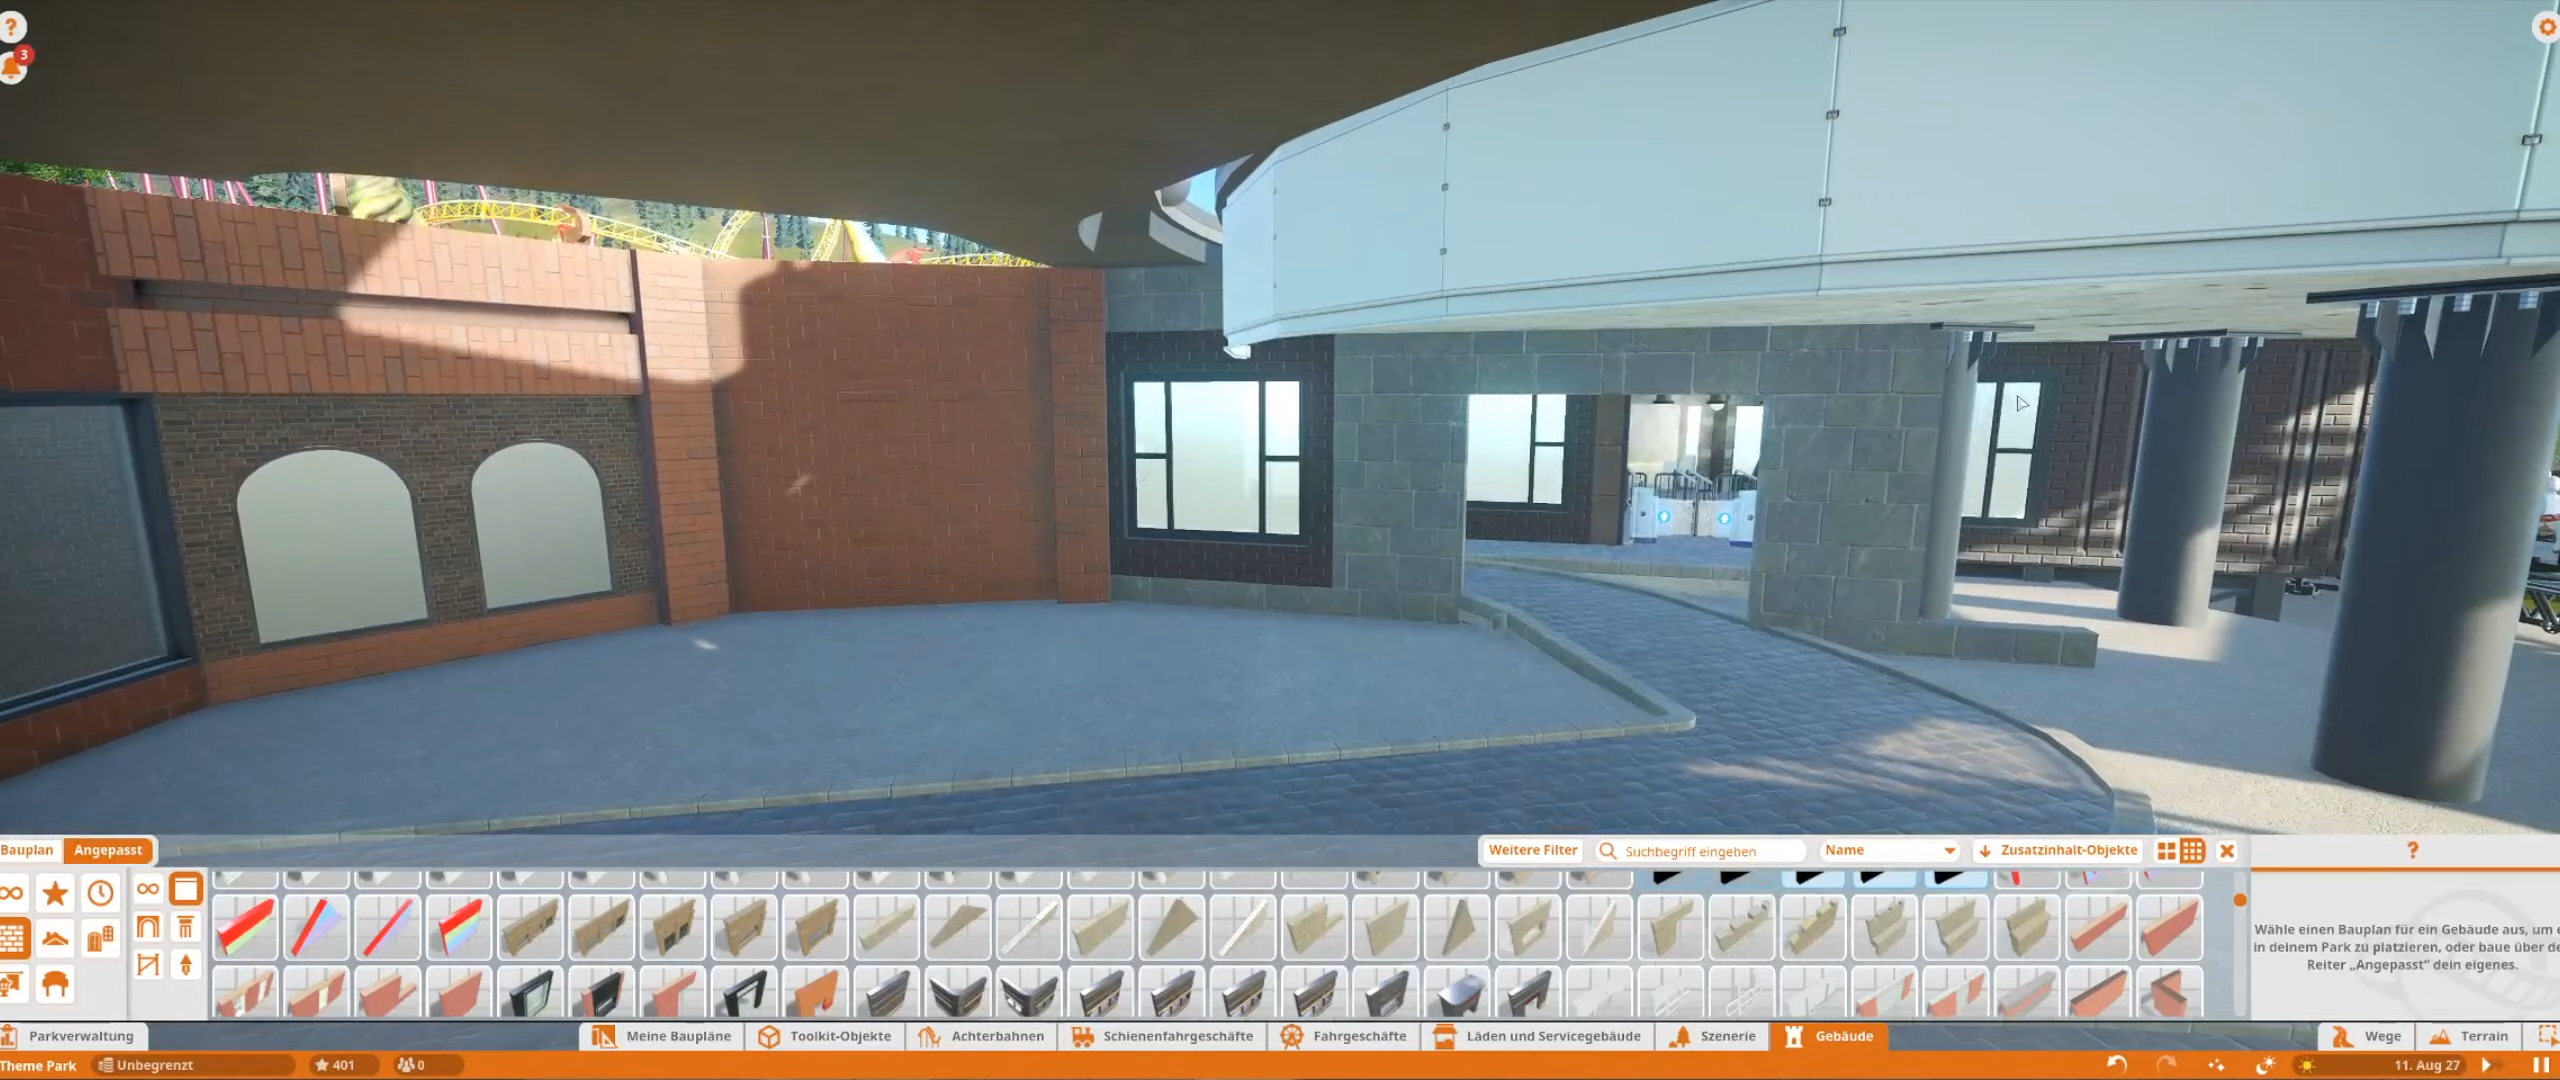 ?
3
Bauplan
Angepasst
Weitere Filter
Suchbegriff eingeben
Name
Zusatzinhalt-Objekte
?
Wähle einen Bauplan für ein Gebäude aus, um e
in deinem Park zu platzieren, oder baue über de
Reiter „Angepasst“ dein eigenes.
Parkverwaltung
Meine Baupläne
Toolkit-Objekte
Achterbahnen
Schienenfahrgeschäfte
Fahrgeschäfte
Läden und Servicegebäude
Szenerie
Gebäude
Wege
Terrain
Theme Park
Unbegrenzt
401
0
11. Aug 27